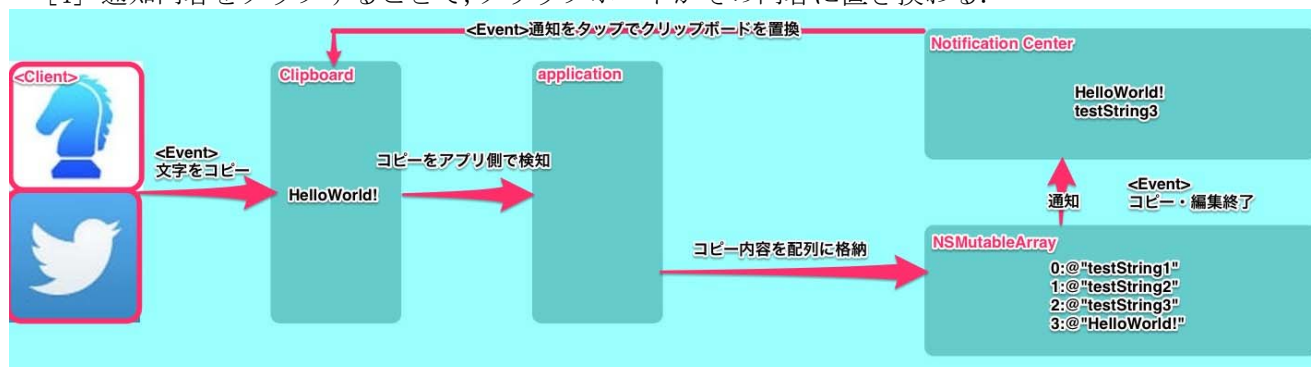 <Event>通知をタップでクリップボードを置換
Notification Center
HelloWorld!
testString3
<Client>
Clipboard
application
<Event>
文字をコピー
HelloWorld!
コピーをアプリ側で検知
コピー内容を配列に格納
通知
<Event>
コピー・編集終了
NSMutableArray
0:@"testString1"
1:@"testString2"
2:@"testString3"
3:@"HelloWorld!"